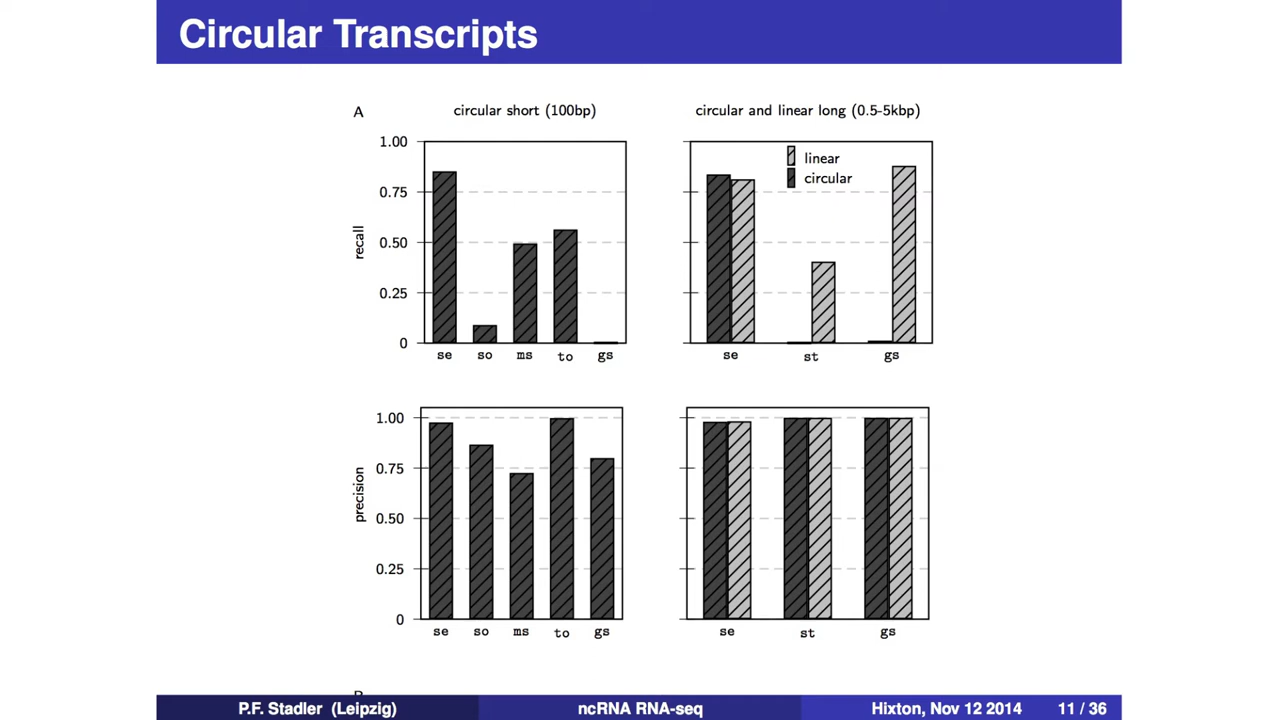 Circular Transcripts
A
circular short (100bp)
circular and linear long (0.5-5kbp)
recall
1.00
0.75
0.50
0.25
0
se so ms to gs
linear
circular
se st gs
precision
1.00
0.75
0.50
0.25
0
se so ms to gs
se st gs
P.F. Stadler (Leipzig)
ncRNA RNA-seq
Hixton, Nov 12 2014
11 / 36